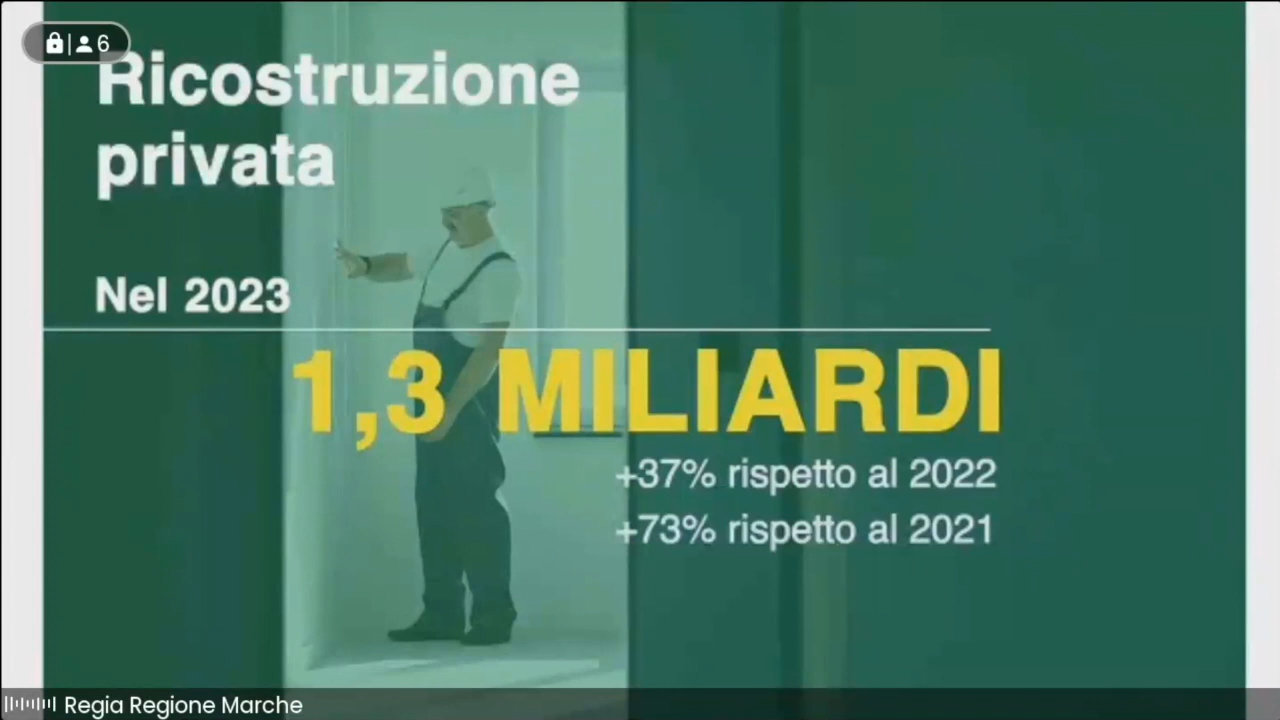 6
Ricostruzione
privata
Nel 2023
1,3 MILIARDI
+37% rispetto al 2022
+73% rispetto al 2021
Regia Regione Marche